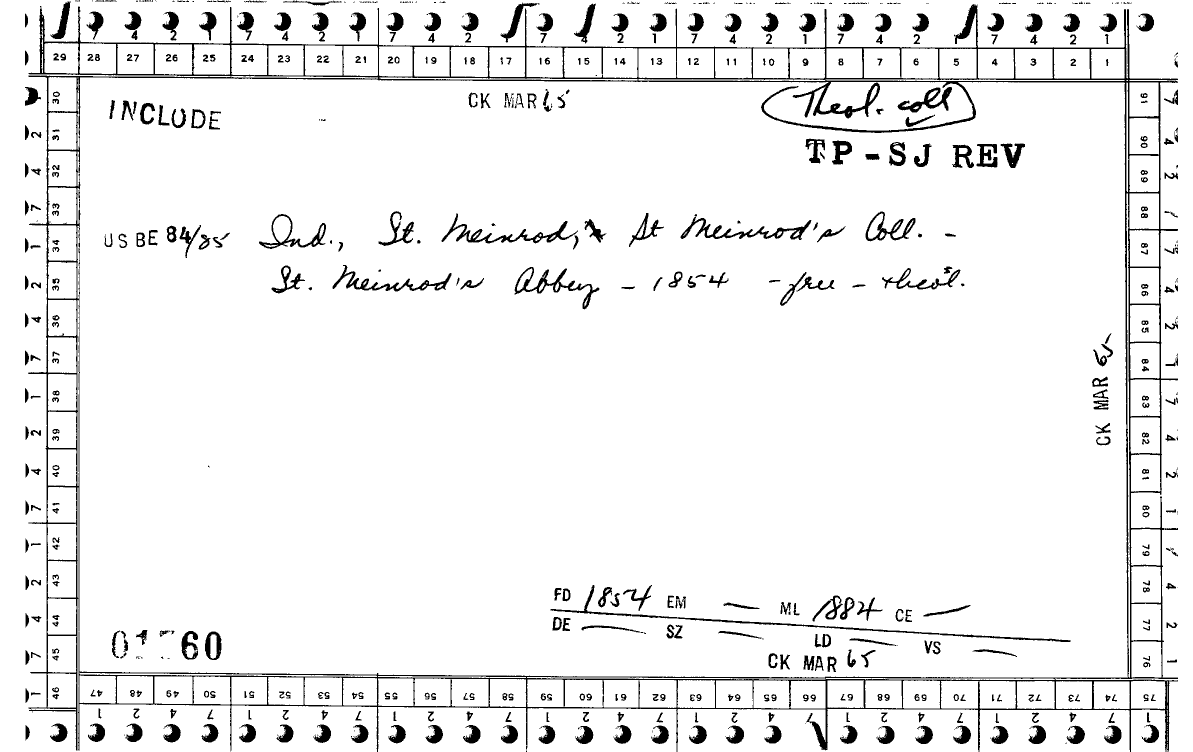 7 4 2 1 7 4 2 1 7 4 2 7 2 1 7 4 2 1 7 4 2 7 4 2 1
29 28 27 26 25 24 23 22 21 20 19 18 17 16 15 14 13 12 11 10 9 8 7 6 5 4 3 2 1
INCLUDE
CK MAR 65
Theol. coll
TP-SJ REV
US BE 84/85 Ind., St. Meinrod, St Meinrod's Coll. -
St. Meinrod's Abbey - 1854 - free - theol.
CK MAR 65
FD 1854 EM — ML 1884 CE —
DE — SZ — LD — VS —
CK MAR 65
60
30 31 32 33 34 35 36 37 38 39 40 41 42 43 44 45 46
91 90 89 88 87 86 85 84 83 82 81 80 79 78 77 76
47 48 49 50 51 52 53 54 55 56 57 58 59 60 61 62 63 64 65 66 67 68 69 70 71 72 73 74 75
1 2 4 7 1 2 4 7 1 2 4 7 1 2 4 7 1 2 4 7 1 2 4 7 1 2 4 7 1